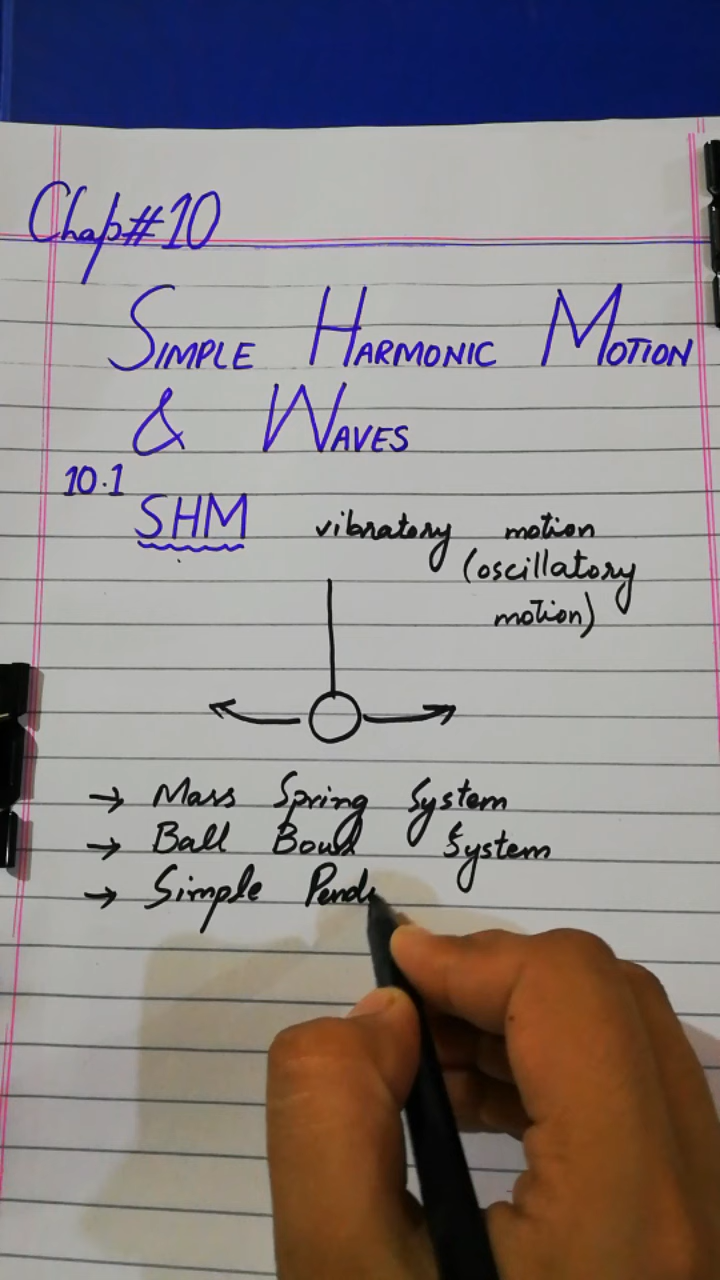 Chap#10
SIMPLE HARMONIC MOTION
& WAVES
10.1
SHM vibratory motion
(oscillatory
motion)
→ Mass Spring System
→ Ball Bowl System
→ Simple Pendu